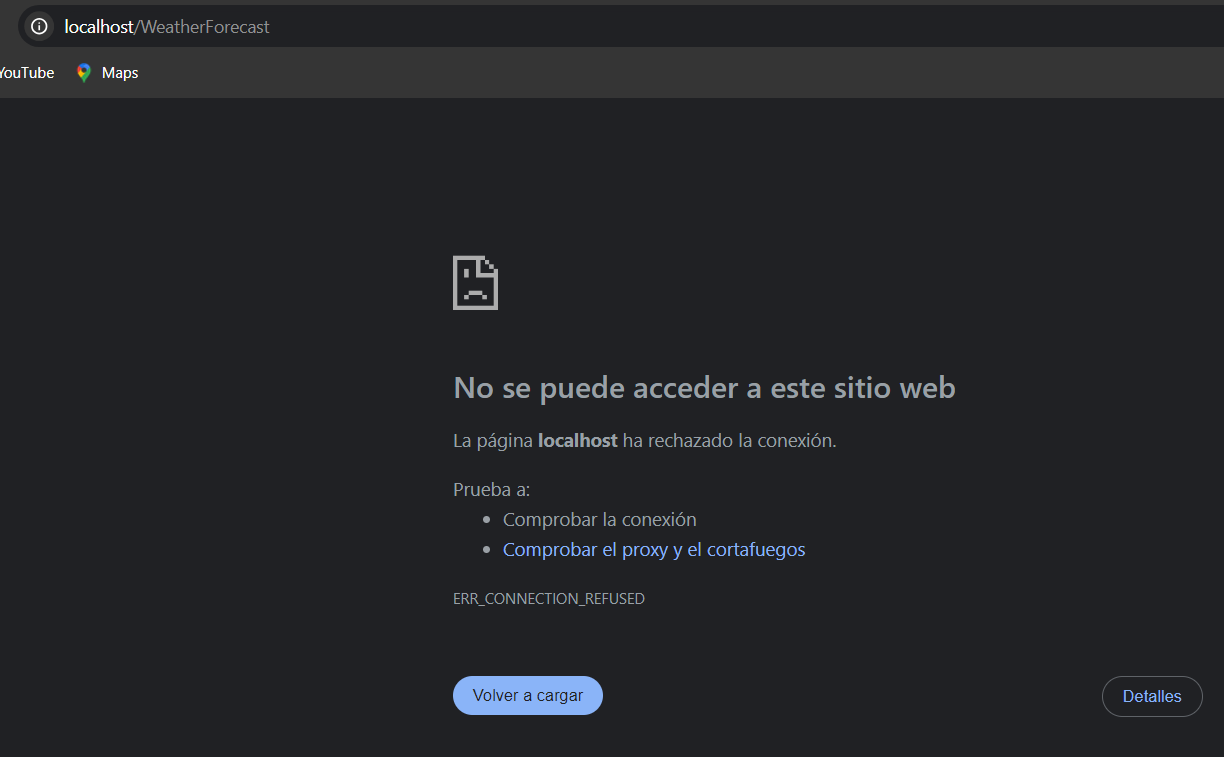 localhost/WeatherForecast
YouTube
Maps
No se puede acceder a este sitio web
La página localhost ha rechazado la conexión.
Prueba a:
Comprobar la conexión
Comprobar el proxy y el cortafuegos
ERR_CONNECTION_REFUSED
Volver a cargar
Detalles